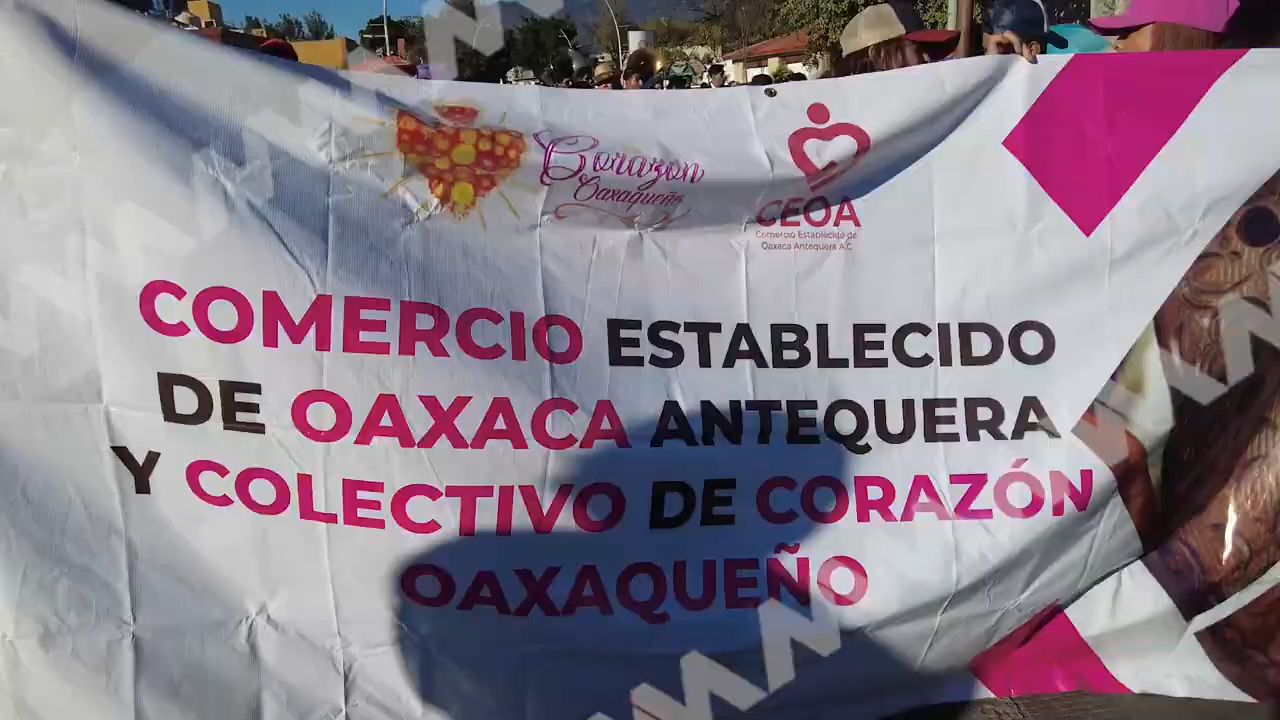 Corazon
Oaxaqueño
CEOA
Comercio Establecido de
Oaxaca Antequera A.C.
COMERCIO ESTABLECIDO
DE OAXACA ANTEQUERA
Y COLECTIVO DE CORAZÓN
OAXAQUEÑO